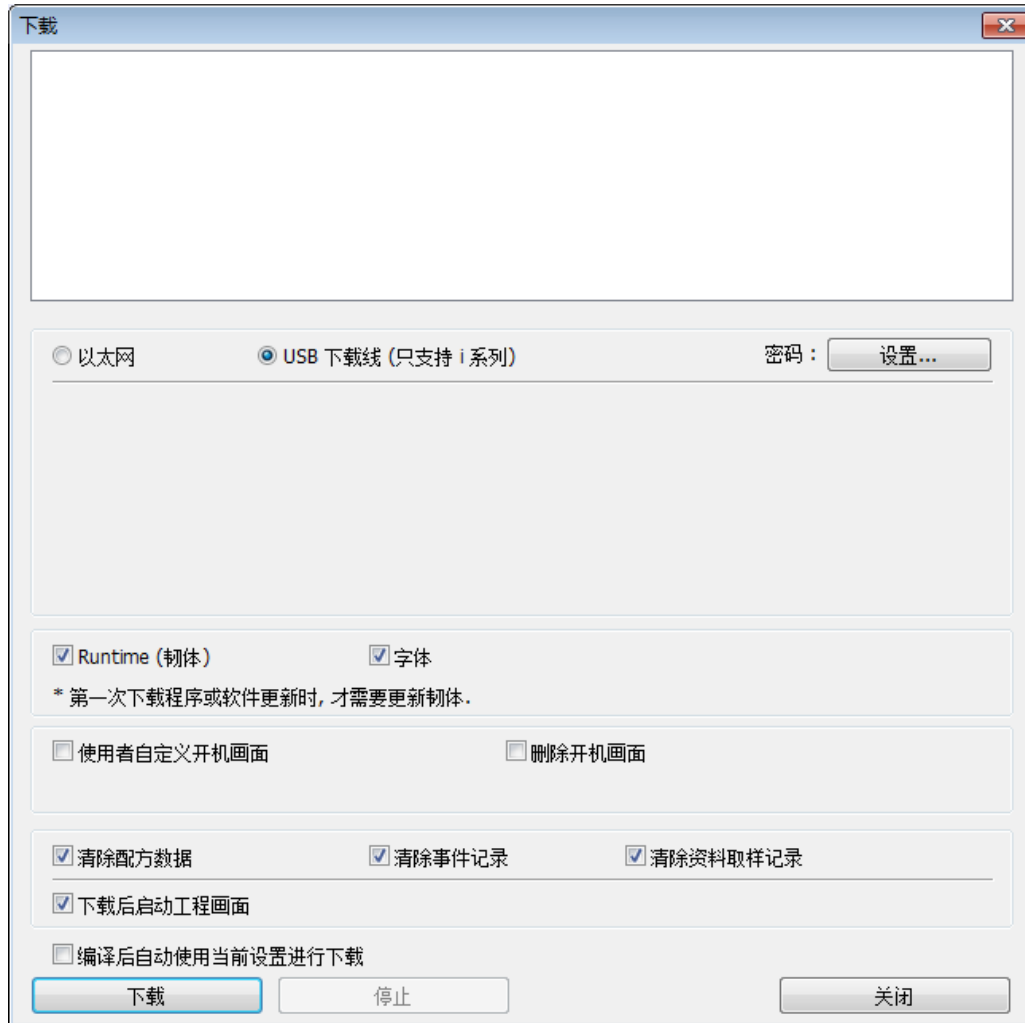 下载
以太网 USB 下载线 (只支持 i 系列) 密码： 设置...
Runtime (韧体) 字体
* 第一次下载程序或软件更新时, 才需要更新韧体.
使用者自定义开机画面 删除开机画面
清除配方数据 清除事件记录 清除资料取样记录
下载后启动工程画面
编译后自动使用当前设置进行下载
下载 停止 关闭